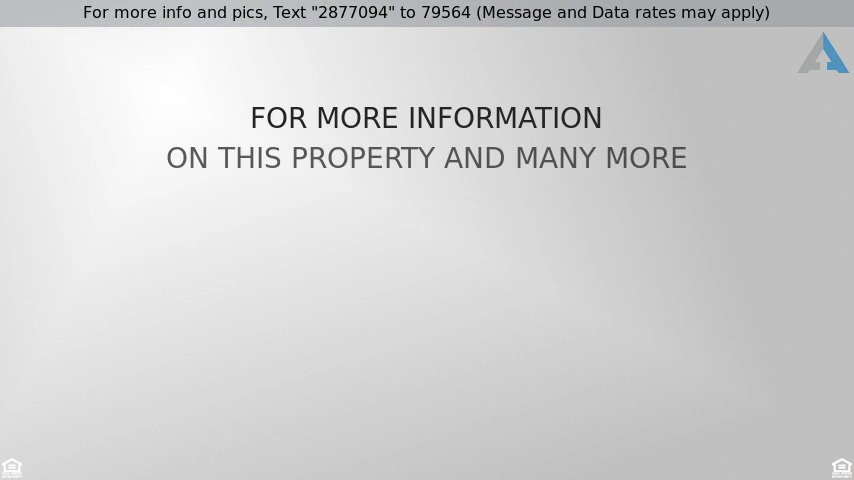 For more info and pics, Text "2877094" to 79564 (Message and Data rates may apply)
FOR MORE INFORMATION
ON THIS PROPERTY AND MANY MORE